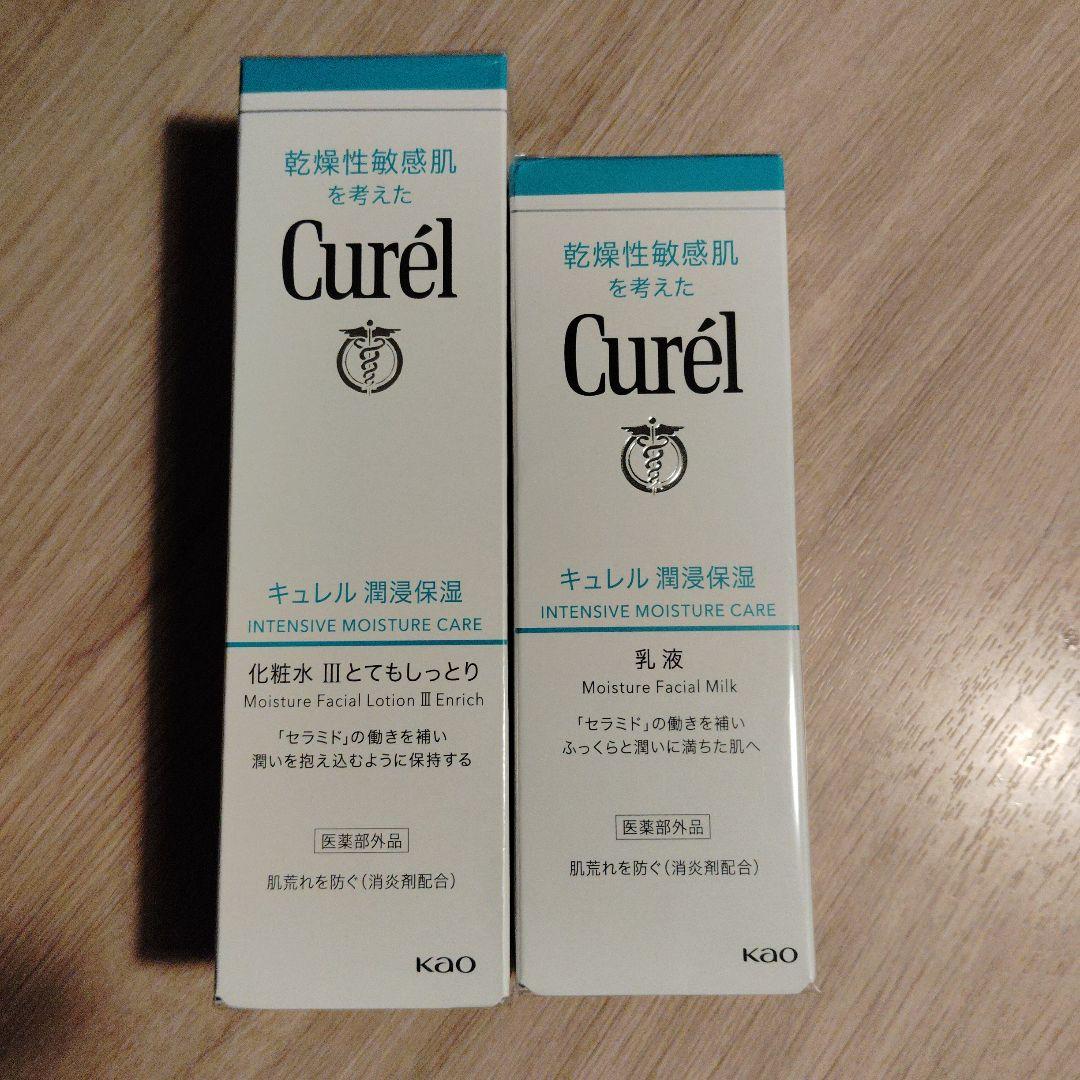 乾燥性敏感肌
を考えた
Curél
キュレル 潤浸保湿
INTENSIVE MOISTURE CARE
化粧水 Ⅲ とてもしっとり
Moisture Facial Lotion Ⅲ Enrich
「セラミド」の働きを補い
潤いを抱え込むように保持する
医薬部外品
肌荒れを防ぐ(消炎剤配合)
Kao
乾燥性敏感肌
を考えた
Curél
キュレル 潤浸保湿
INTENSIVE MOISTURE CARE
乳液
Moisture Facial Milk
「セラミド」の働きを補い
ふっくらと潤いに満ちた肌へ
医薬部外品
肌荒れを防ぐ(消炎剤配合)
Kao